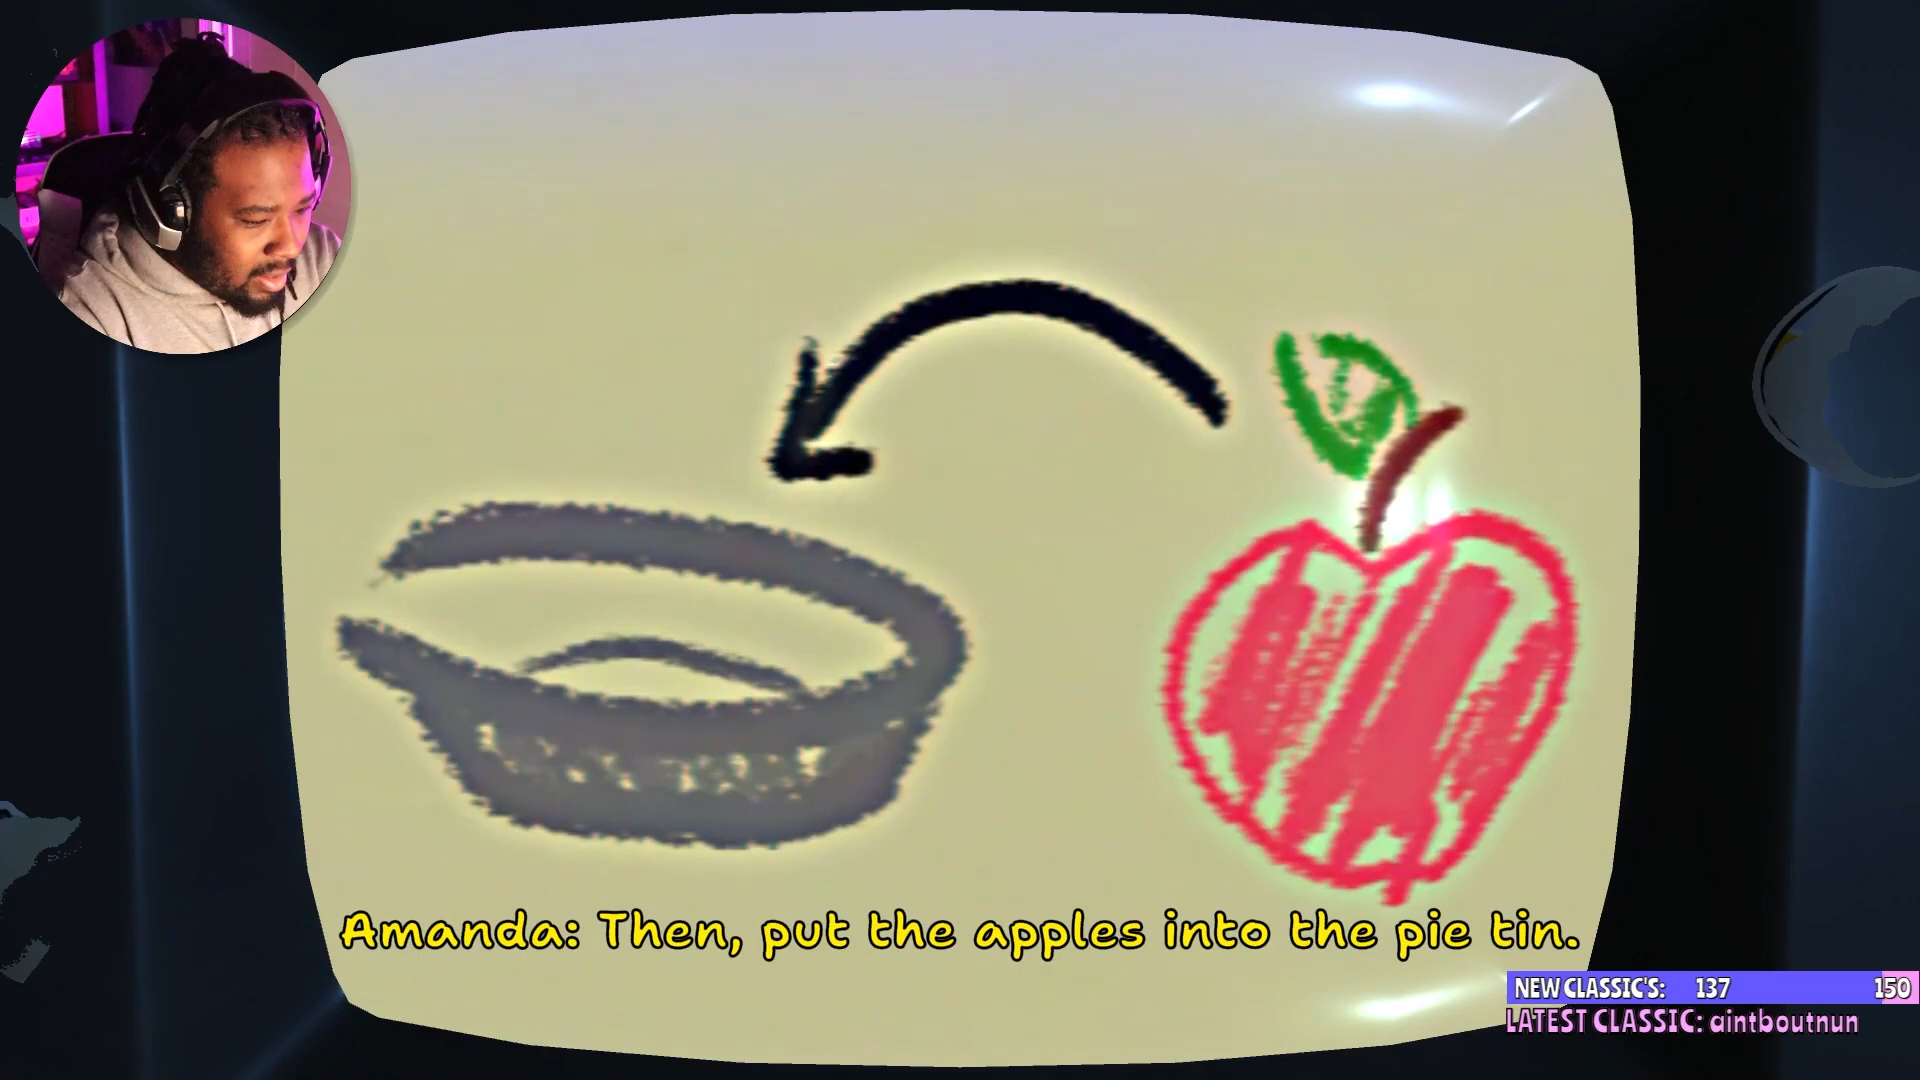 Amanda: Then, put the apples into the pie tin.
NEW CLASSIC'S: 137 150
LATEST CLASSIC: aintboutnun